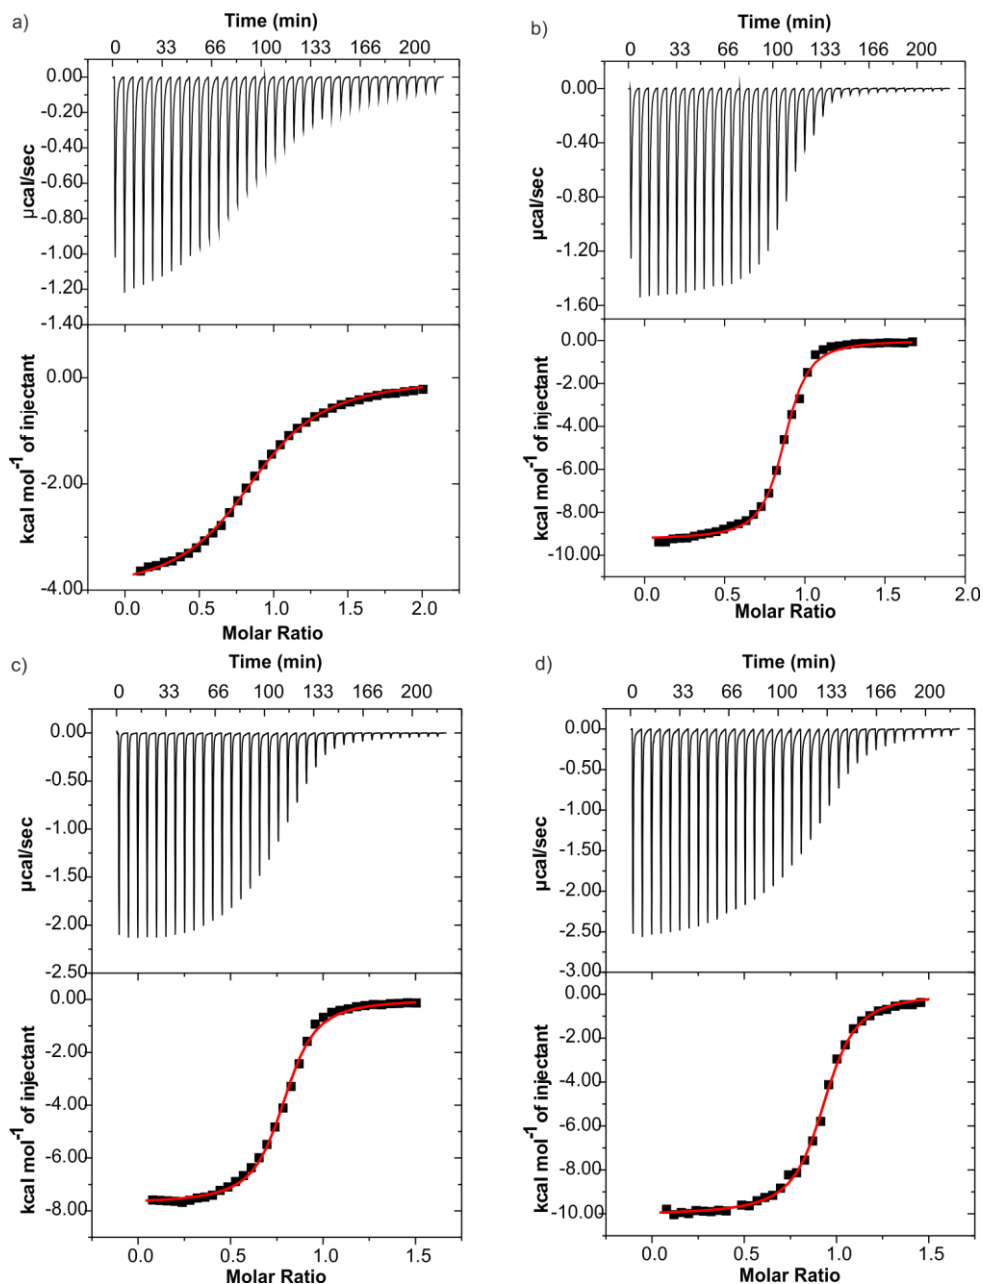 a)
Time (min)
0 33 66 100 133 166 200
0.00
-0.20
-0.40
-0.60
-0.80
-1.00
-1.20
-1.40
µcal/sec
0.00
-2.00
-4.00
kcal mol⁻¹ of injectant
0.0 0.5 1.0 1.5 2.0
Molar Ratio
b)
Time (min)
0 33 66 100 133 166 200
0.00
-0.40
-0.80
-1.20
-1.60
µcal/sec
0.00
-2.00
-4.00
-6.00
-8.00
-10.00
kcal mol⁻¹ of injectant
0.0 0.5 1.0 1.5 2.0
Molar Ratio
c)
Time (min)
0 33 66 100 133 166 200
0.00
-0.50
-1.00
-1.50
-2.00
-2.50
µcal/sec
0.00
-2.00
-4.00
-6.00
-8.00
kcal mol⁻¹ of injectant
0.0 0.5 1.0 1.5
Molar Ratio
d)
Time (min)
0 33 66 100 133 166 200
0.00
-0.50
-1.00
-1.50
-2.00
-2.50
-3.00
µcal/sec
0.00
-2.00
-4.00
-6.00
-8.00
-10.00
kcal mol⁻¹ of injectant
0.0 0.5 1.0 1.5
Molar Ratio